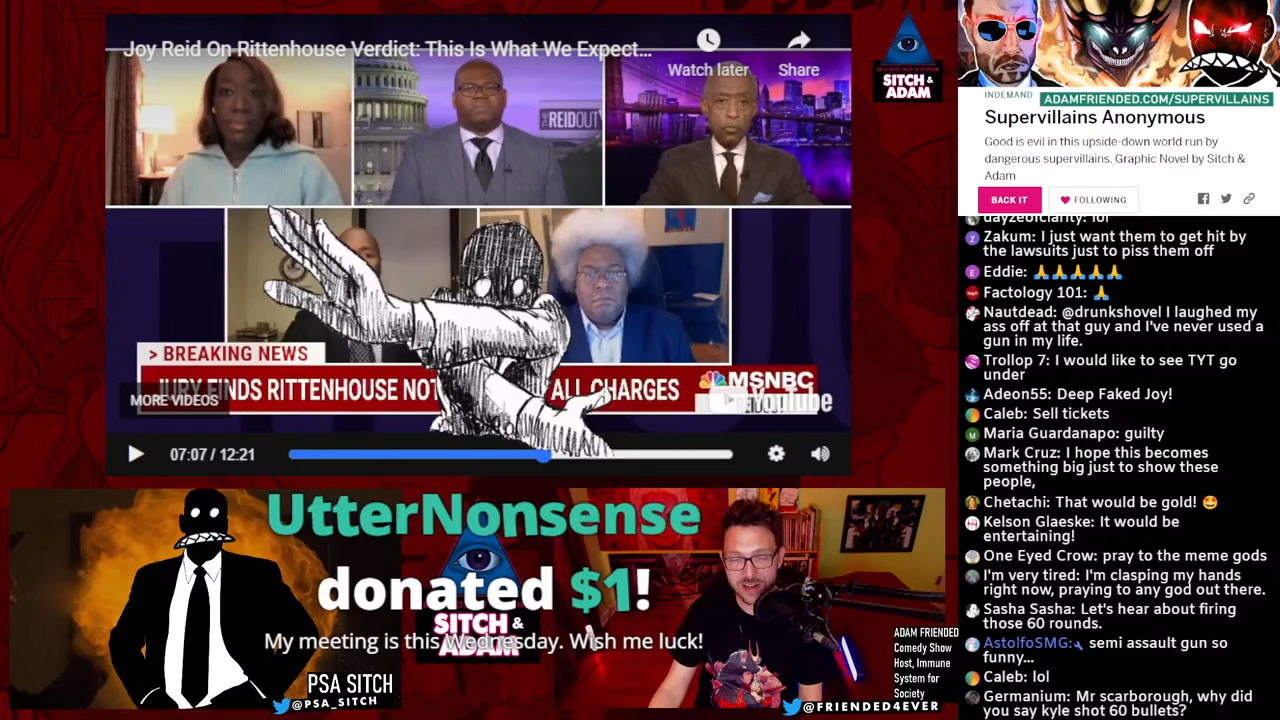 Joy Reid On Rittenhouse Verdict: This Is What We Expect...
Watch later
Share
REIDOUT
> BREAKING NEWS
JURY FINDS RITTENHOUSE NOT
ALL CHARGES
MSNBC
REIDOUT
MORE VIDEOS
YouTube
07:07 / 12:21
SITCH &
ADAM
UtterNonsense
donated $1!
My meeting is this Wednesday. Wish me luck!
SITCH &
ADAM
PSA SITCH
@PSA_SITCH
ADAM FRIENDED
Comedy Show
Host, Immune
System for
Society
@FRIENDED4EVER
INDEMAND
ADAMFRIENDED.COM/SUPERVILLAINS
Supervillains Anonymous
Good is evil in this upside-down world run by
dangerous supervillains. Graphic Novel by Sitch &
Adam
BACK IT
FOLLOWING
dayzeofclarity: lol
Zakum: I just want them to get hit by
the lawsuits just to piss them off
Eddie: 🙏🙏🙏🙏🙏
Factology 101: 🙏
Nautdead: @drunkshovel I laughed my
ass off at that guy and I've never used a
gun in my life.
Trollop 7: I would like to see TYT go
under
Adeon55: Deep Faked Joy!
Caleb: Sell tickets
Maria Guardanapo: guilty
Mark Cruz: I hope this becomes
something big just to show these
people,
Chetachi: That would be gold! 🤩
Kelson Glaeske: It would be
entertaining!
One Eyed Crow: pray to the meme gods
I'm very tired: I'm clasping my hands
right now, praying to any god out there.
Sasha Sasha: Let's hear about firing
those 60 rounds.
AstolfoSMG:🔧 semi assault gun so
funny...
Caleb: lol
Germanium: Mr scarborough, why did
you say kyle shot 60 bullets?